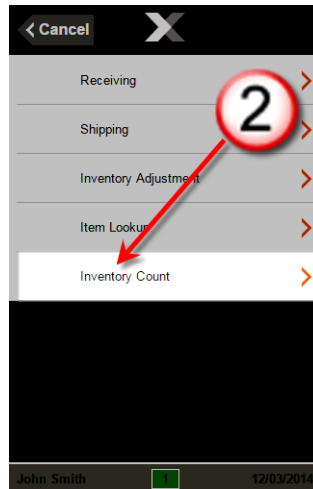 Cancel
Receiving
2
Shipping
Inventory Adjustment
Item Lookup
Inventory Count
John Smith 1 12/03/2014